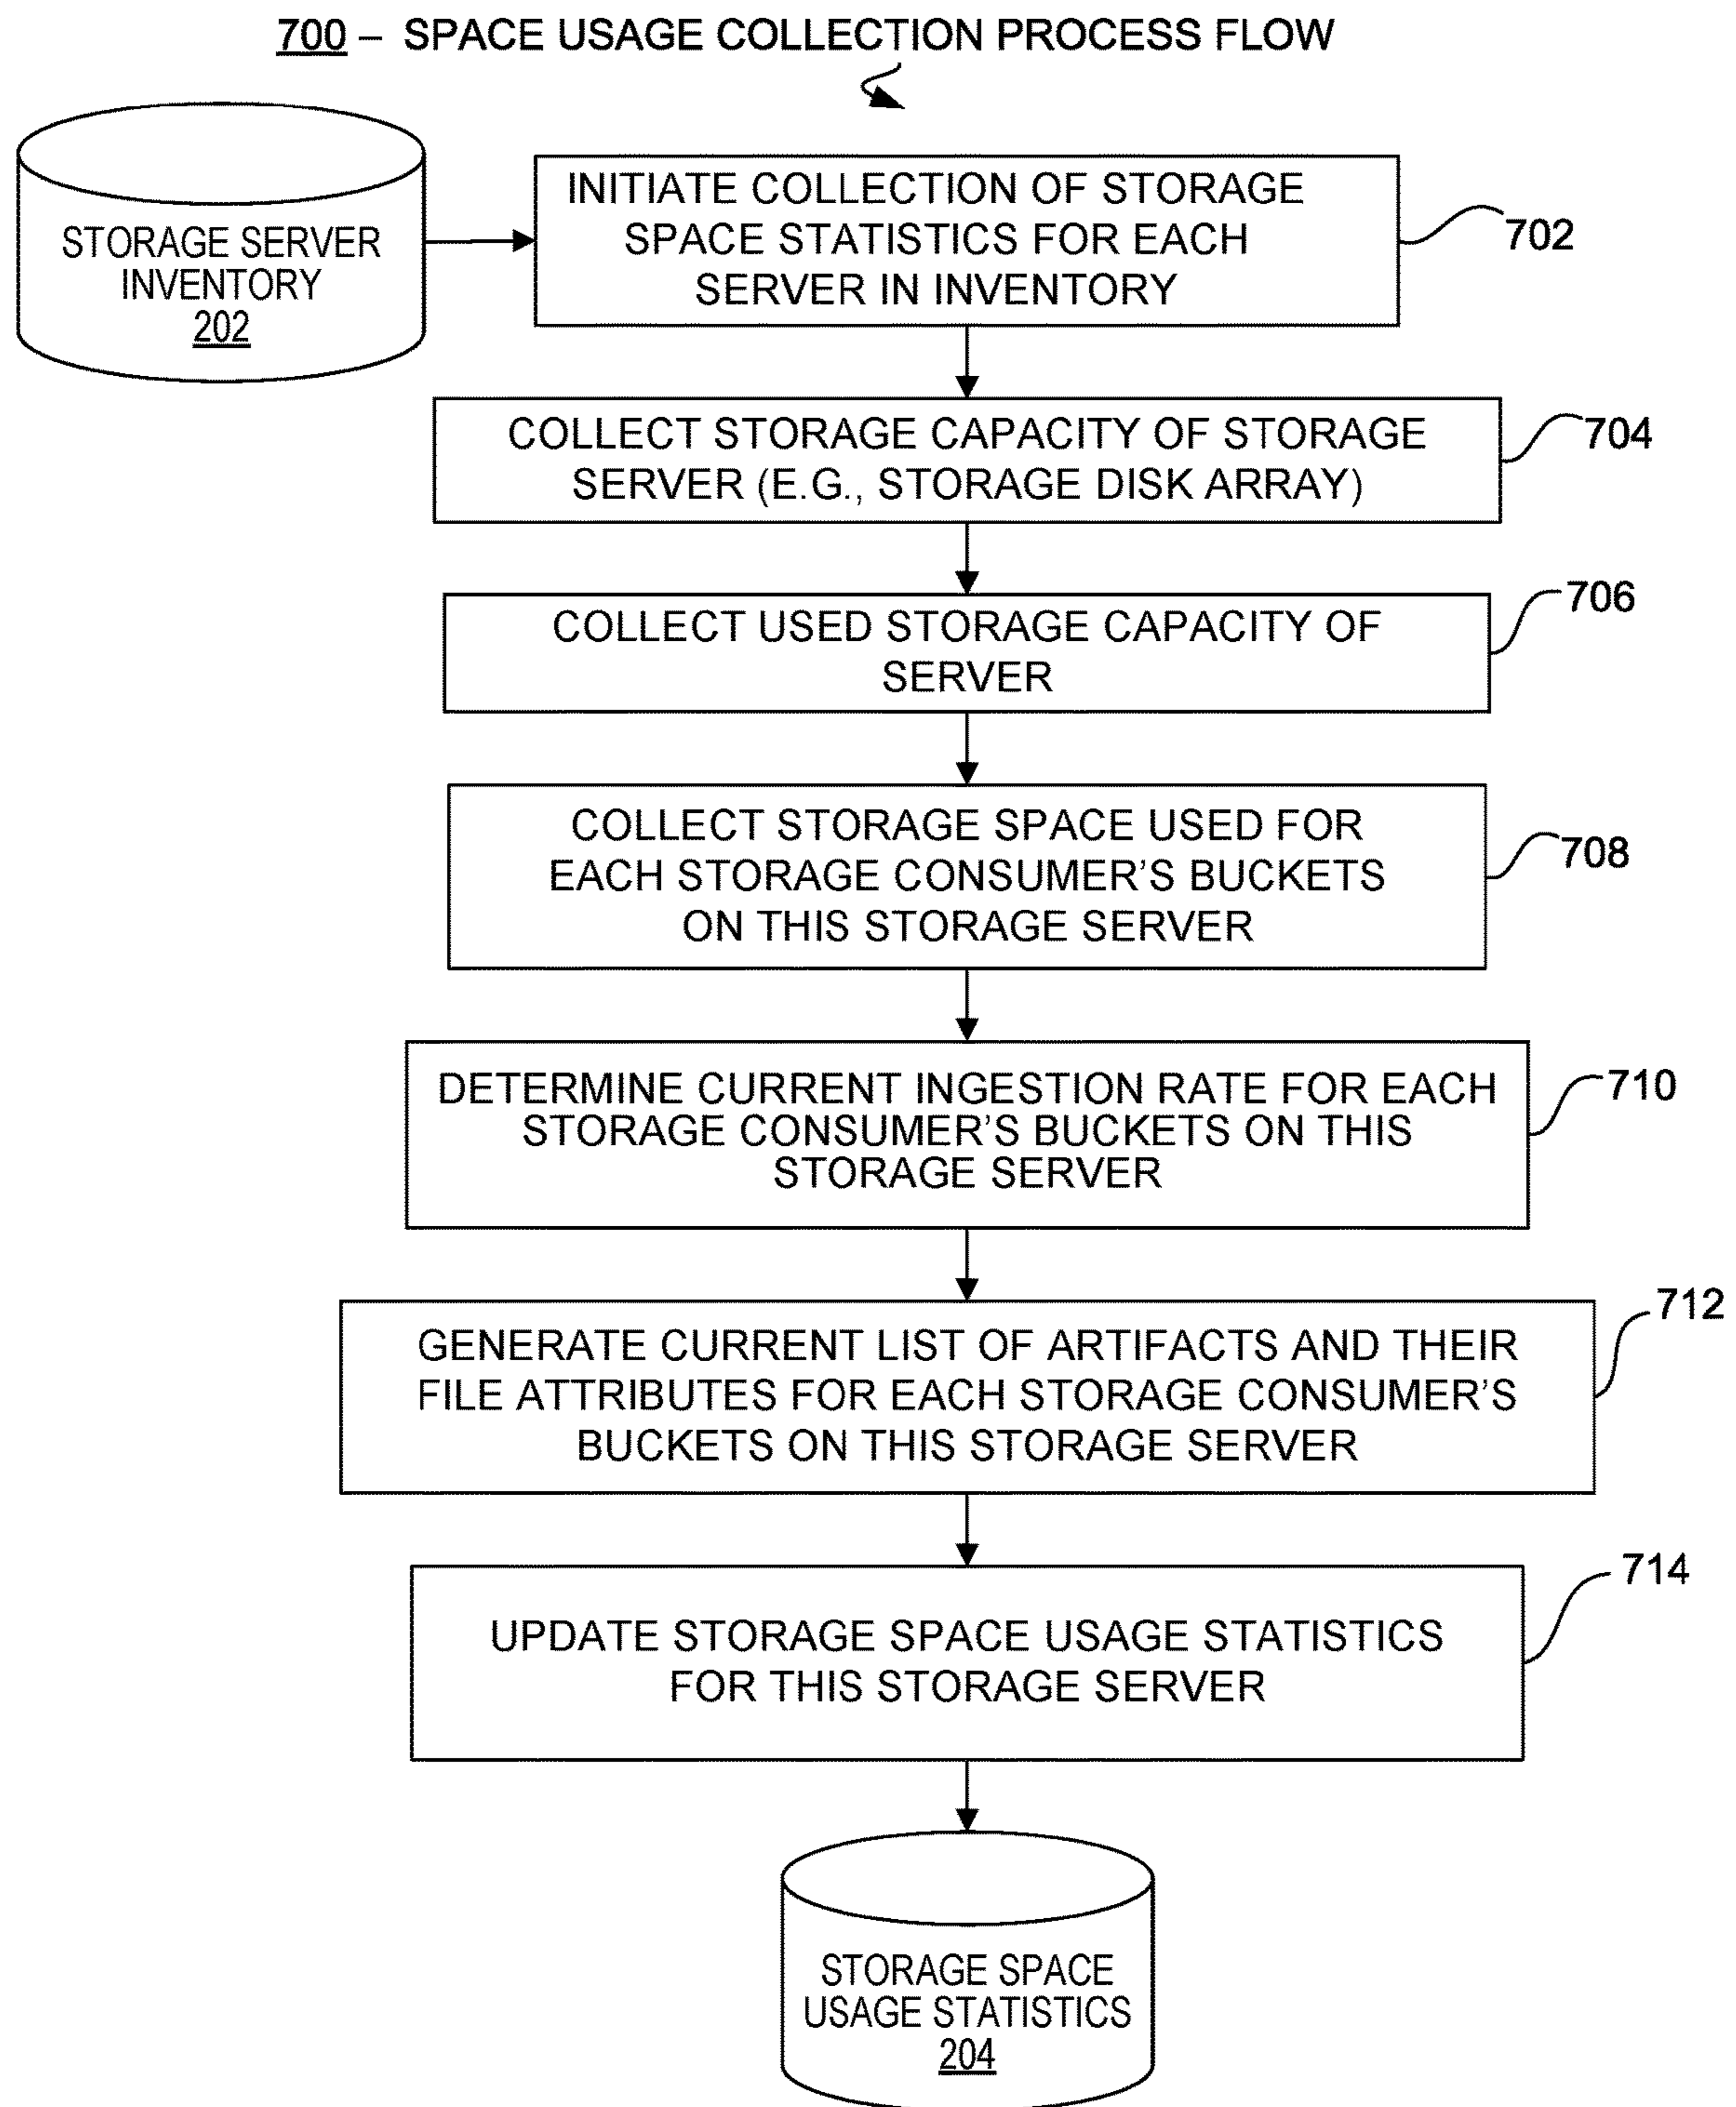 700 – SPACE USAGE COLLECTION PROCESS FLOW
STORAGE SERVER
INVENTORY
202
INITIATE COLLECTION OF STORAGE
SPACE STATISTICS FOR EACH
SERVER IN INVENTORY
702
COLLECT STORAGE CAPACITY OF STORAGE
SERVER (E.G., STORAGE DISK ARRAY)
704
COLLECT USED STORAGE CAPACITY OF
SERVER
706
COLLECT STORAGE SPACE USED FOR
EACH STORAGE CONSUMER’S BUCKETS
ON THIS STORAGE SERVER
708
DETERMINE CURRENT INGESTION RATE FOR EACH
STORAGE CONSUMER’S BUCKETS ON THIS
STORAGE SERVER
710
GENERATE CURRENT LIST OF ARTIFACTS AND THEIR
FILE ATTRIBUTES FOR EACH STORAGE CONSUMER’S
BUCKETS ON THIS STORAGE SERVER
712
UPDATE STORAGE SPACE USAGE STATISTICS
FOR THIS STORAGE SERVER
714
STORAGE SPACE
USAGE STATISTICS
204